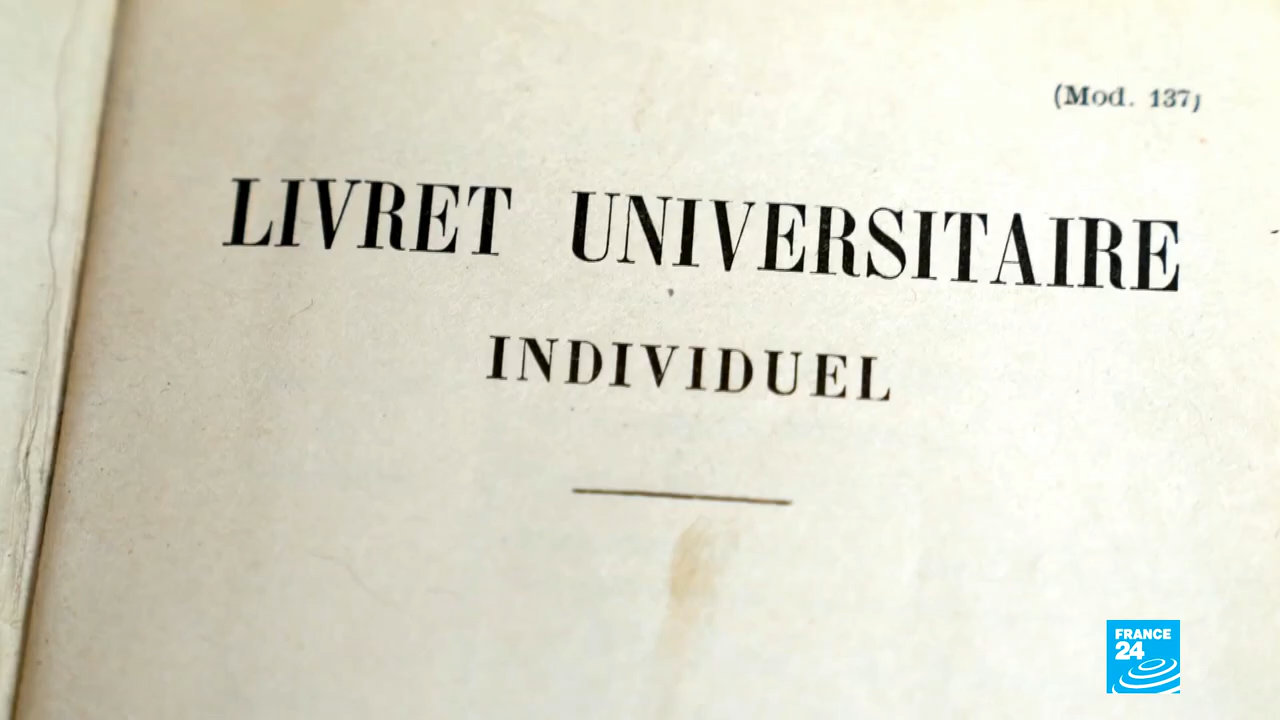 (Mod. 137)
LIVRET UNIVERSITAIRE
INDIVIDUEL
FRANCE
24